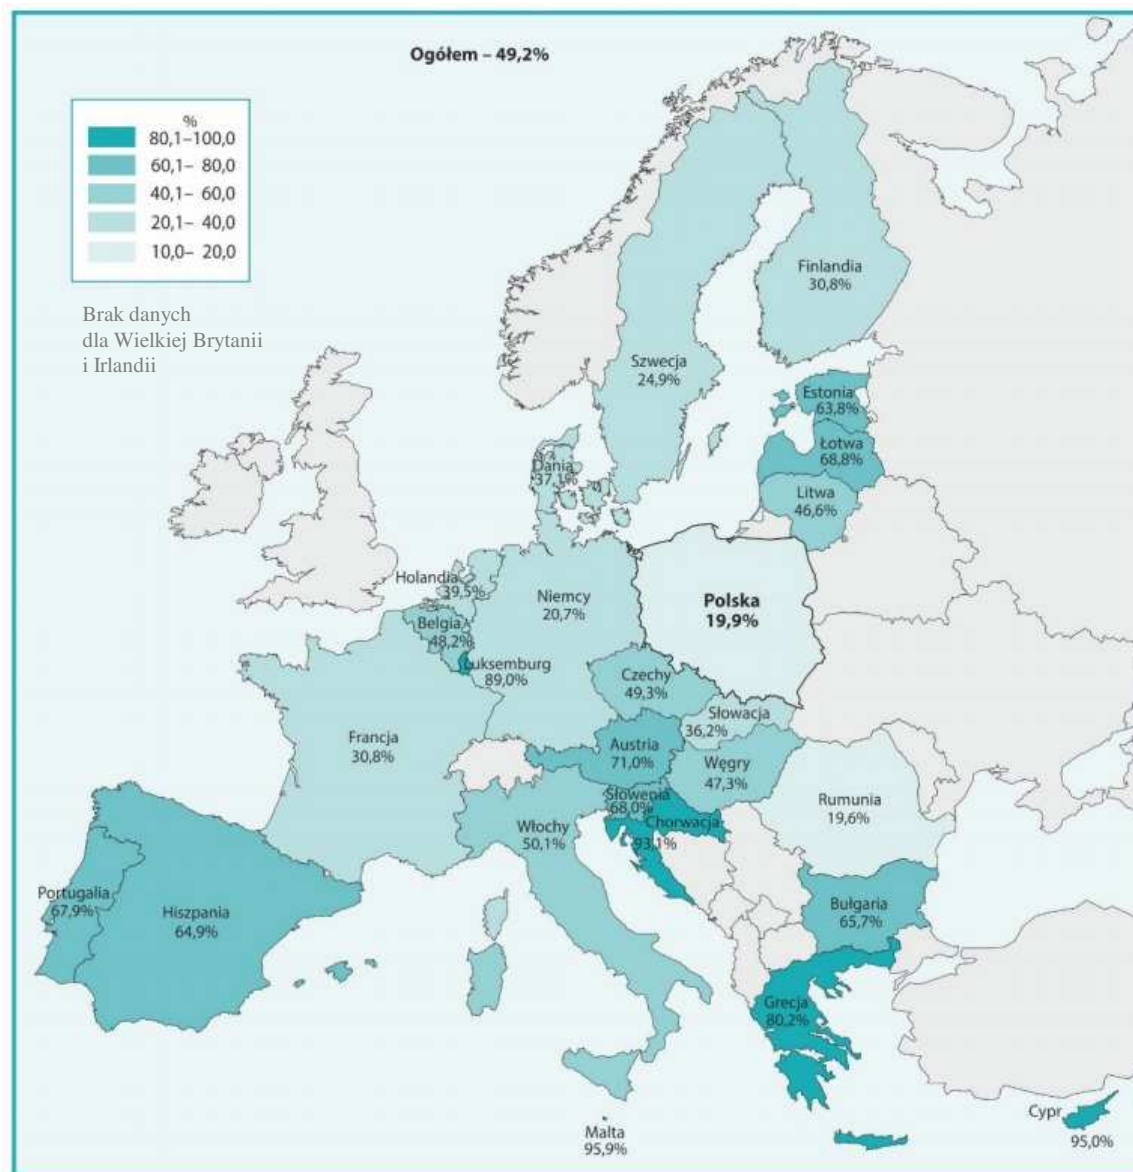 Ogółem – 49,2%
%
80,1–100,0
60,1– 80,0
40,1– 60,0
20,1– 40,0
10,0– 20,0
Brak danych
dla Wielkiej Brytanii
i Irlandii
Finlandia
30,8%
Szwecja
24,9%
Estonia
63,8%
Łotwa
68,8%
Litwa
46,6%
Dania
37,1%
Holandia
39,5%
Niemcy
20,7%
Polska
19,9%
Belgia
48,2%
Luksemburg
89,0%
Czechy
49,3%
Słowacja
36,2%
Francja
30,8%
Austria
71,0%
Węgry
47,3%
Słowenia
68,0%
Chorwacja
93,1%
Rumunia
19,6%
Włochy
50,1%
Portugalia
67,9%
Hiszpania
64,9%
Bułgaria
65,7%
Grecja
80,2%
Malta
95,9%
Cypr
95,0%